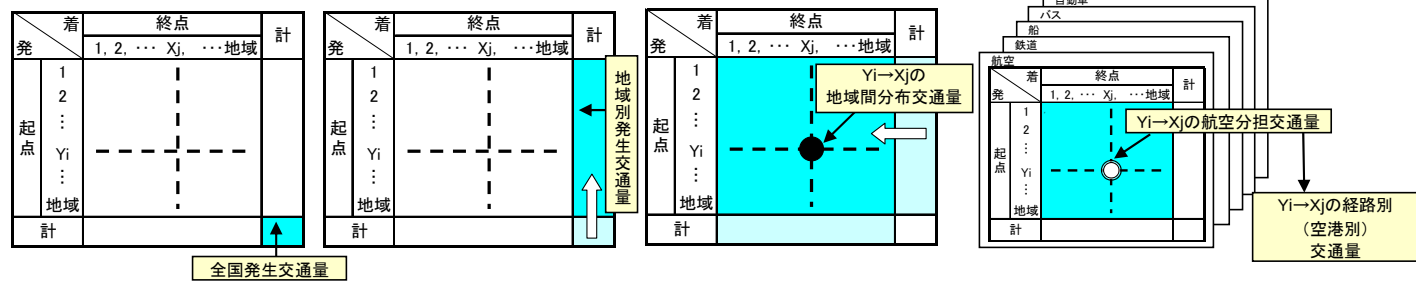 着
終点
計
発
1, 2, ･･･ Xj, ･･･地域
起点
1
2
⋮
Yi
⋮
地域
計
全国発生交通量
着
終点
計
発
1, 2, ･･･ Xj, ･･･地域
起点
1
2
⋮
Yi
⋮
地域
計
地域別発生交通量
着
終点
計
発
1, 2, ･･･ Xj, ･･･地域
起点
1
2
⋮
Yi
⋮
地域
計
Yi→Xjの
地域間分布交通量
自動車
バス
船
鉄道
航空
着
終点
計
発
1, 2, ･･･ Xj, ･･･地域
起点
1
2
⋮
Yi
⋮
地域
計
Yi→Xjの航空分担交通量
Yi→Xjの経路別
（空港別）
交通量